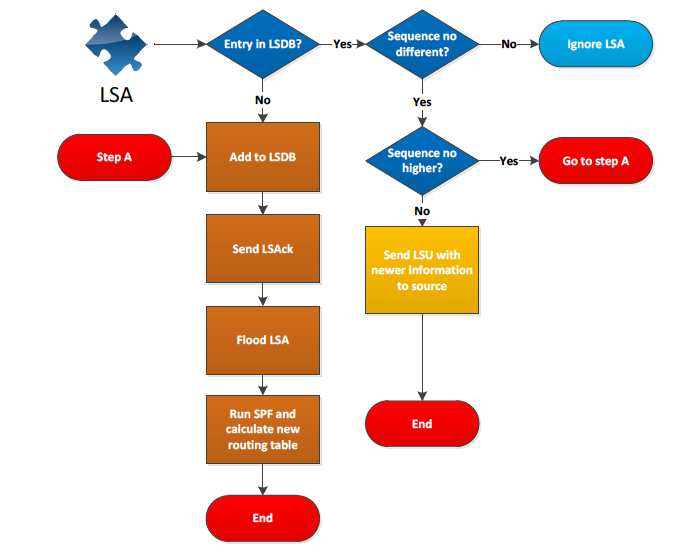 LSA
Entry in LSDB?
Yes
Sequence no
different?
No
Ignore LSA
No
Yes
Step A
Add to LSDB
Sequence no
higher?
Yes
Go to step A
No
Send LSAck
Send LSU with
newer information
to source
Flood LSA
Run SPF and
calculate new
routing table
End
End